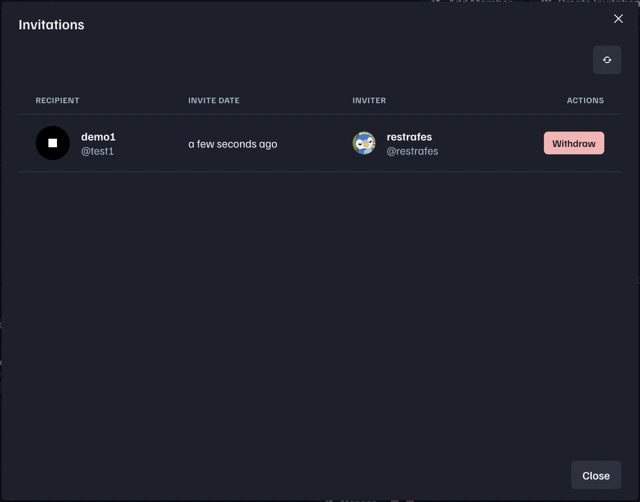 Invitations
RECIPIENT INVITE DATE INVITER ACTIONS
demo1
@test1
a few seconds ago
restrafes
@restrafes
Withdraw
Close